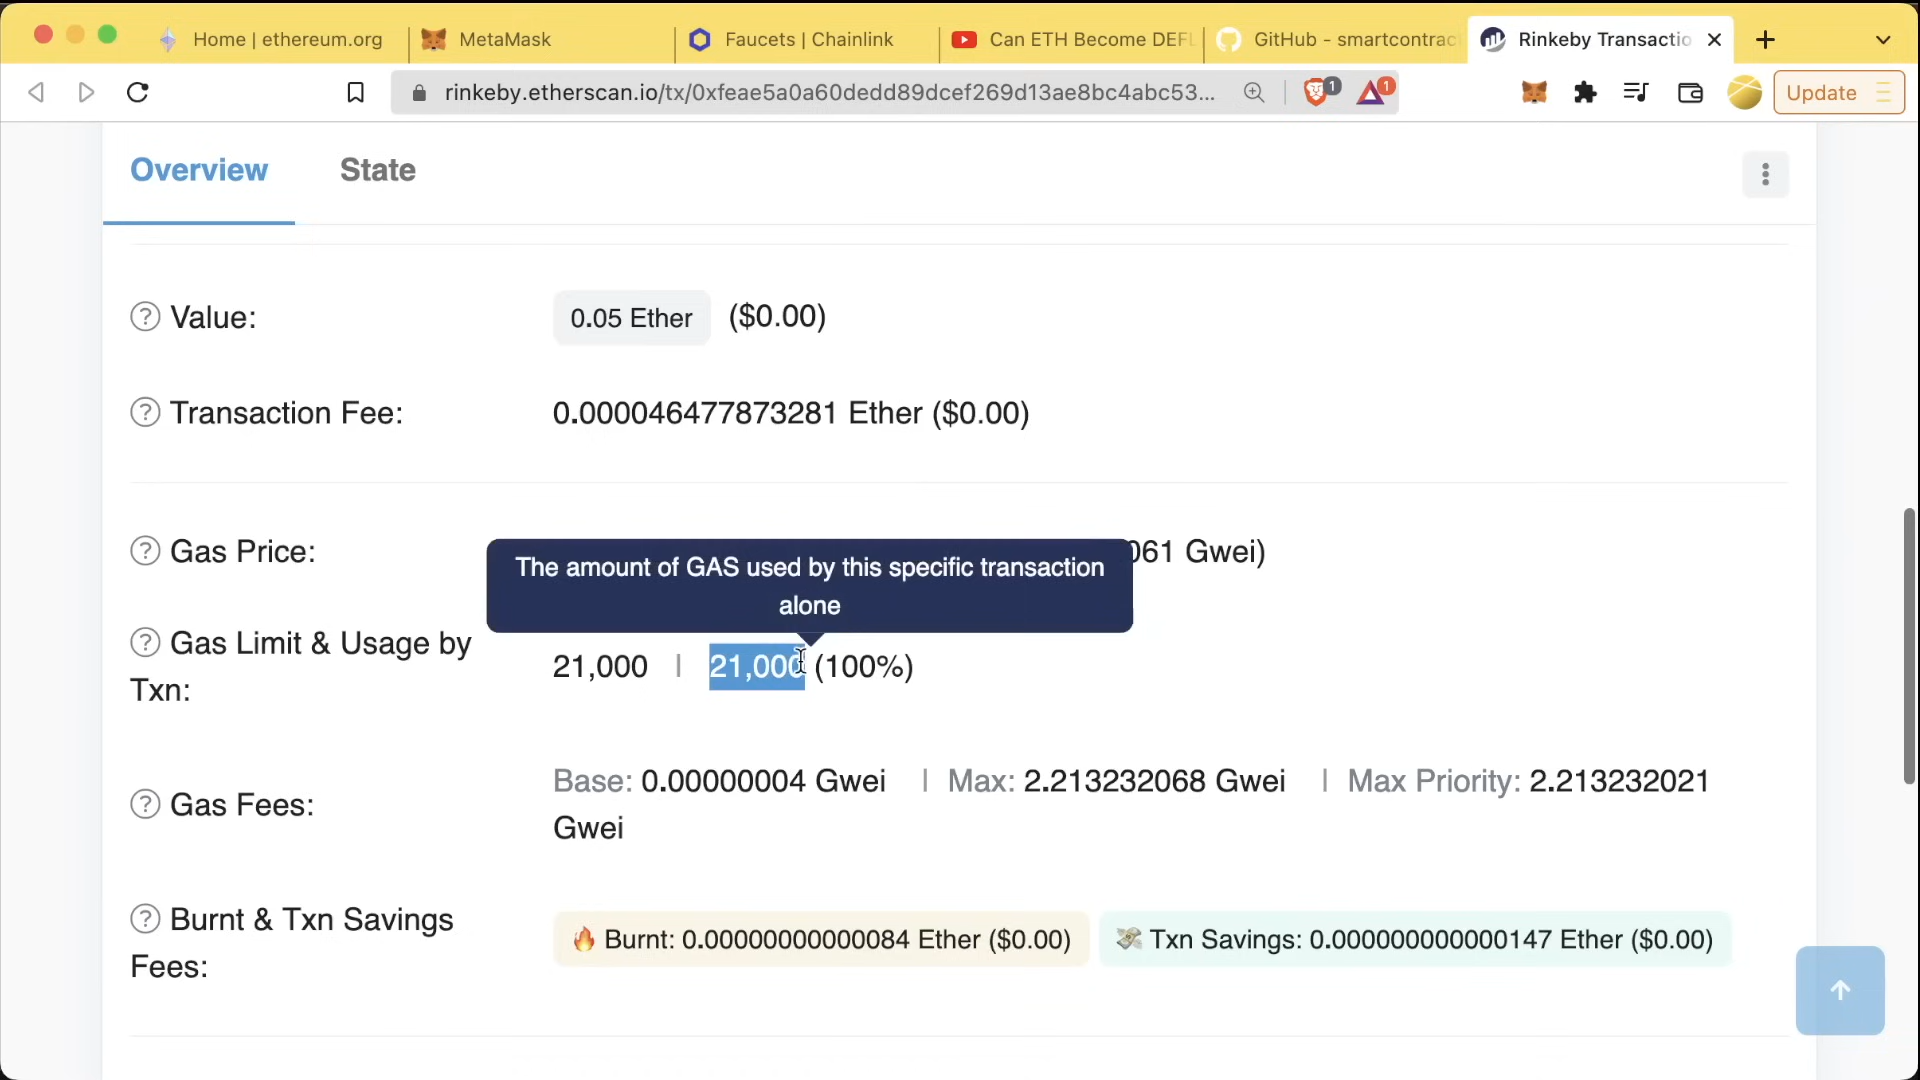 Home | ethereum.org
MetaMask
Faucets | Chainlink
Can ETH Become DEFL
GitHub - smartcontrac
Rinkeby Transactio
rinkeby.etherscan.io/tx/0xfeae5a0a60dedd89dcef269d13ae8bc4abc53...
1
1
Update
Overview
State
Value:
0.05 Ether
($0.00)
Transaction Fee:
0.000046477873281 Ether ($0.00)
Gas Price:
061 Gwei)
The amount of GAS used by this specific transaction
alone
Gas Limit & Usage by
Txn:
21,000 | 21,000 (100%)
Gas Fees:
Base: 0.00000004 Gwei | Max: 2.213232068 Gwei | Max Priority: 2.213232021
Gwei
Burnt & Txn Savings
Fees:
🔥 Burnt: 0.00000000000084 Ether ($0.00)
💸 Txn Savings: 0.000000000000147 Ether ($0.00)